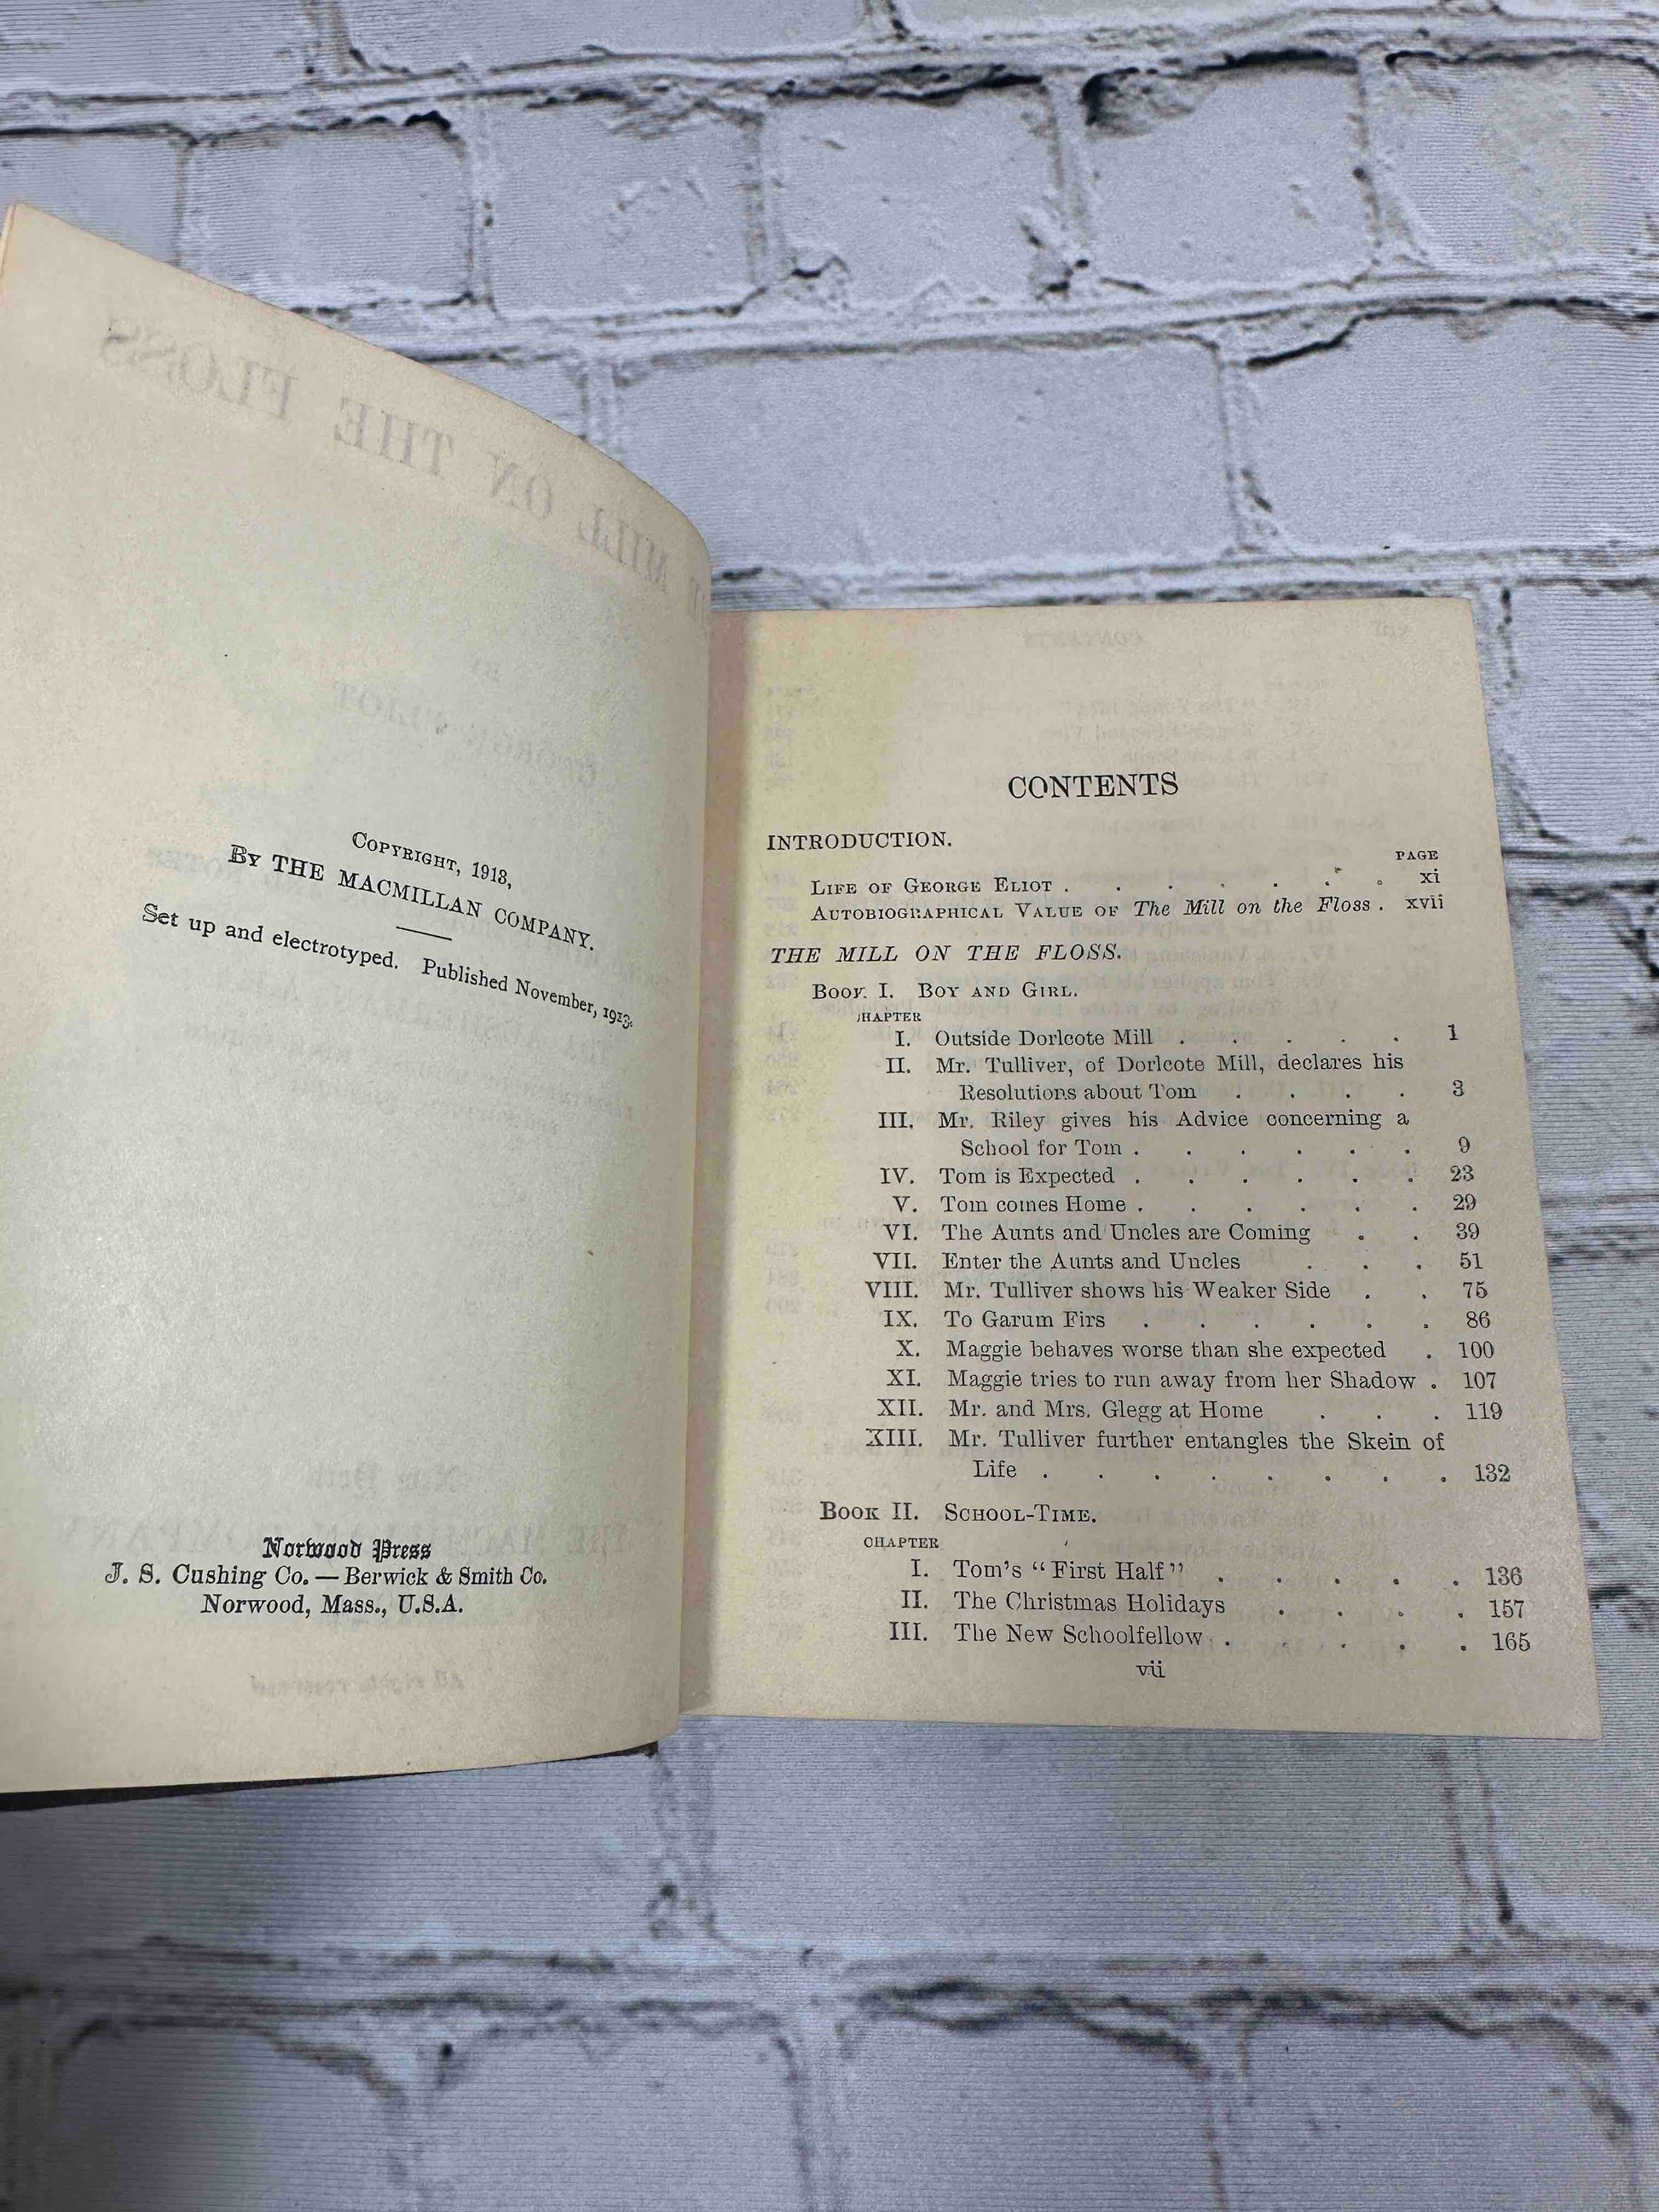 COPYRIGHT, 1913,
BY THE MACMILLAN COMPANY.
Set up and electrotyped. Published November, 1913.
Norwood Press
J. S. Cushing Co. — Berwick & Smith Co.
Norwood, Mass., U.S.A.
CONTENTS
INTRODUCTION.
PAGE
LIFE OF GEORGE ELIOT . . . . . . . xi
AUTOBIOGRAPHICAL VALUE OF The Mill on the Floss . xvii
THE MILL ON THE FLOSS.
BOOK I. BOY AND GIRL.
CHAPTER
I. Outside Dorlcote Mill . . . . . 1
II. Mr. Tulliver, of Dorlcote Mill, declares his
Resolutions about Tom . . . . 3
III. Mr. Riley gives his Advice concerning a
School for Tom . . . . . . 9
IV. Tom is Expected . . . . . . 23
V. Tom comes Home . . . . . . 29
VI. The Aunts and Uncles are Coming . . 39
VII. Enter the Aunts and Uncles . . . 51
VIII. Mr. Tulliver shows his Weaker Side . . 75
IX. To Garum Firs . . . . . . 86
X. Maggie behaves worse than she expected . 100
XI. Maggie tries to run away from her Shadow . 107
XII. Mr. and Mrs. Glegg at Home . . . 119
XIII. Mr. Tulliver further entangles the Skein of
Life . . . . . . . . 132
BOOK II. SCHOOL-TIME.
CHAPTER
I. Tom's "First Half" . . . . . 136
II. The Christmas Holidays . . . . 157
III. The New Schoolfellow . . . . . 165
vii